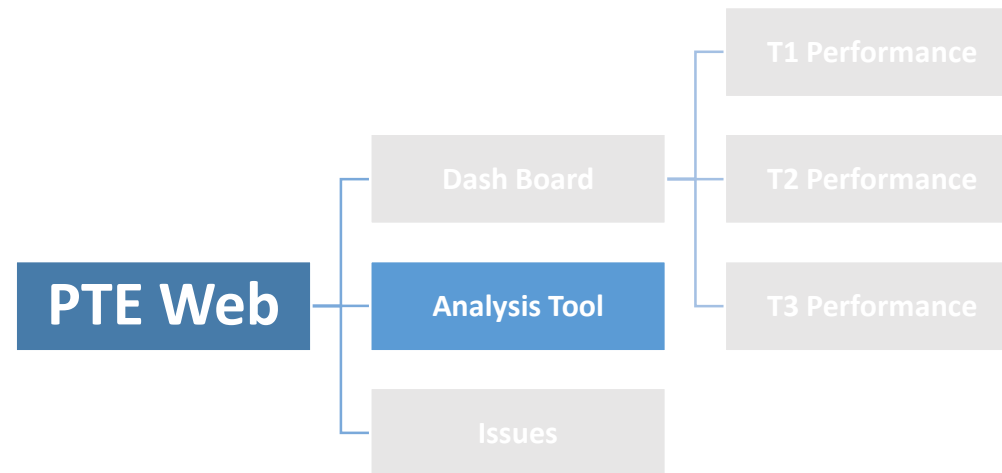 PTE Web
Dash Board
Analysis Tool
Issues
T1 Performance
T2 Performance
T3 Performance